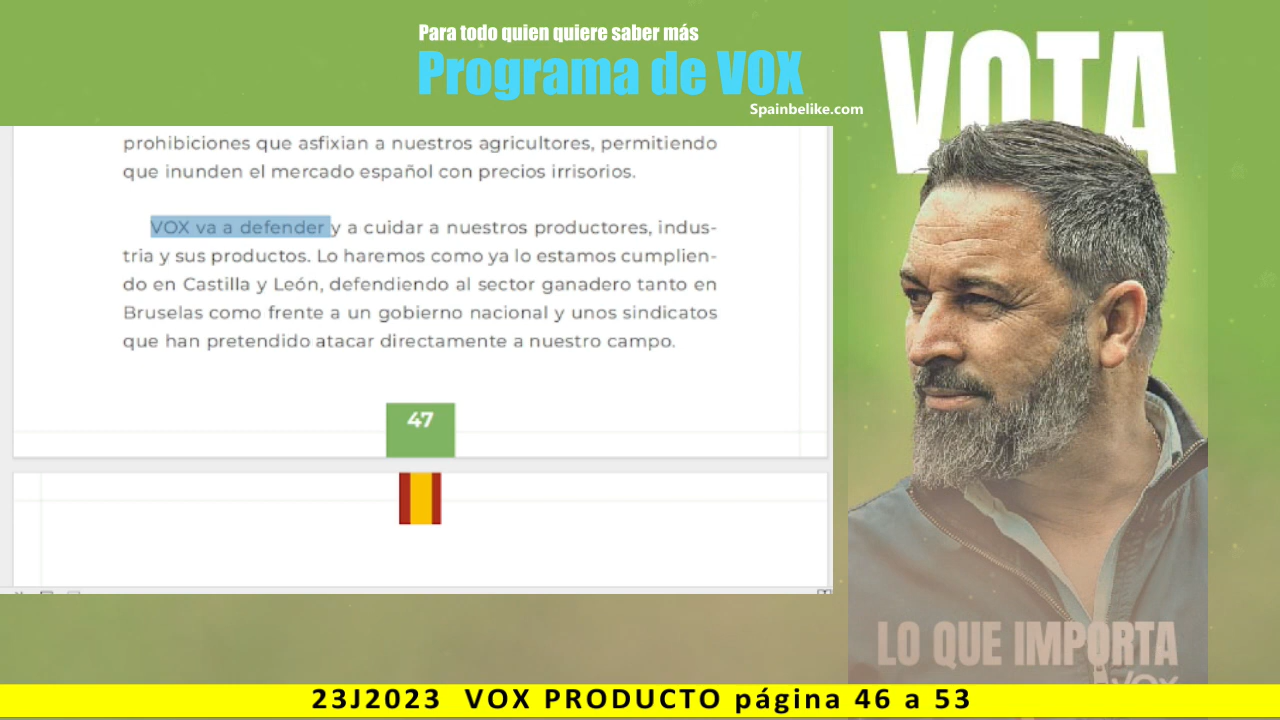 Para todo quien quiere saber más
Programa de VOX
Spainbelike.com
VOTA
prohibiciones que asfixian a nuestros agricultores, permitiendo
que inunden el mercado español con precios irrisorios.
VOX va a defender y a cuidar a nuestros productores, indus-
tria y sus productos. Lo haremos como ya lo estamos cumplien-
do en Castilla y León, defendiendo al sector ganadero tanto en
Bruselas como frente a un gobierno nacional y unos sindicatos
que han pretendido atacar directamente a nuestro campo.
47
LO QUE IMPORTA
VOX
23J2023 VOX PRODUCTO página 46 a 53